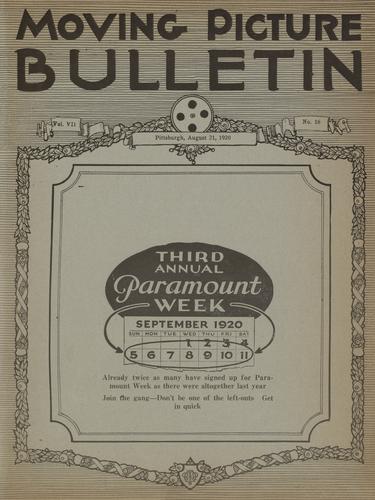 MOVING PICTURE
BULLETIN
Vol. VII
No. 16
Pittsburgh, August 21, 1920
THIRD
ANNUAL
Paramount
WEEK
SEPTEMBER 1920
SUN MON TUE WED THU FRI SAT
1 2 3 4
5 6 7 8 9 10 11
Already twice as many have signed up for Para-
mount Week as there were altogether last year
Join the gang—Don't be one of the left-outs Get
in quick